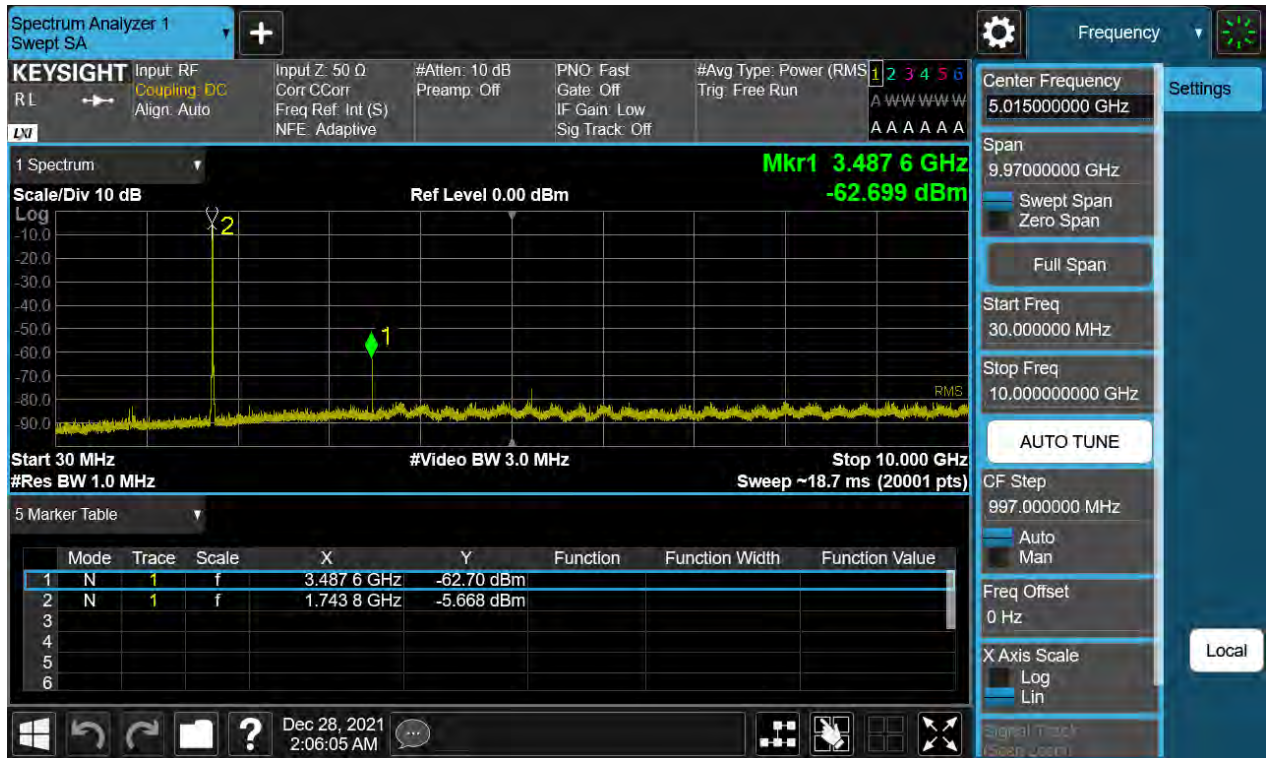 Spectrum Analyzer 1
Swept SA
+
Frequency
KEYSIGHT
RL
LXI
Input: RF
Coupling: DC
Align: Auto
Input Z: 50 Ω
Corr CCorr
Freq Ref: Int (S)
NFE: Adaptive
#Atten: 10 dB
Preamp: Off
PNO: Fast
Gate: Off
IF Gain: Low
Sig Track: Off
#Avg Type: Power (RMS
Trig: Free Run
1 2 3 4 5 6
A W W W W W
A A A A A A
1 Spectrum
Scale/Div 10 dB
Ref Level 0.00 dBm
Mkr1 3.487 6 GHz
-62.699 dBm
Log
-10.0
-20.0
-30.0
-40.0
-50.0
-60.0
-70.0
-80.0
-90.0
2
1
RMS
Start 30 MHz
#Video BW 3.0 MHz
Stop 10.000 GHz
#Res BW 1.0 MHz
Sweep ~18.7 ms (20001 pts)
5 Marker Table
Mode Trace Scale X Y Function Function Width Function Value
1 N 1 f 3.487 6 GHz -62.70 dBm
2 N 1 f 1.743 8 GHz -5.668 dBm
3
4
5
6
?
Dec 28, 2021
2:06:05 AM
Center Frequency
5.015000000 GHz
Settings
Span
9.97000000 GHz
Swept Span
Zero Span
Full Span
Start Freq
30.000000 MHz
Stop Freq
10.000000000 GHz
AUTO TUNE
CF Step
997.000000 MHz
Auto
Man
Freq Offset
0 Hz
X Axis Scale
Log
Lin
Local
Signal Track
(Span Zoom)